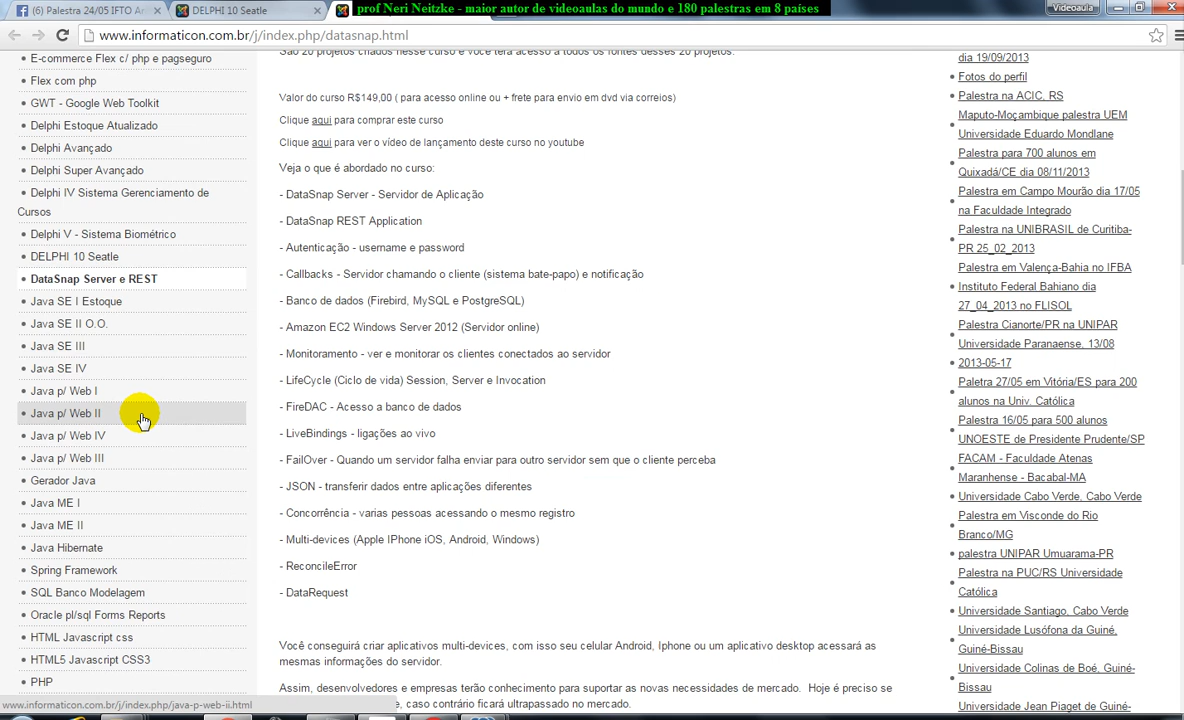 (6) Palestra 24/05 IFTO A
DELPHI 10 Seatle
prof Neri Neitzke - maior autor de videoaulas do mundo e 180 palestras em 8 países
Videoaula
www.informaticon.com.br/j/index.php/datasnap.html
E-commerce Flex c/ php e pagseguro
Flex com php
GWT - Google Web Toolkit
Delphi Estoque Atualizado
Delphi Avançado
Delphi Super Avançado
Delphi IV Sistema Gerenciamento de
Cursos
Delphi V - Sistema Biométrico
DELPHI 10 Seatle
DataSnap Server e REST
Java SE I Estoque
Java SE II O.O.
Java SE III
Java SE IV
Java p/ Web I
Java p/ Web II
Java p/ Web IV
Java p/ Web III
Gerador Java
Java ME I
Java ME II
Java Hibernate
Spring Framework
SQL Banco Modelagem
Oracle pl/sql Forms Reports
HTML Javascript css
HTML5 Javascript CSS3
PHP
www.informaticon.com.br/j/index.php/java-p-web-ii.html
São 20 projetos criados nesse curso e você terá acesso a todos os fontes desses 20 projetos.
Valor do curso R$149,00 ( para acesso online ou + frete para envio em dvd via correios)
Clique aqui para comprar este curso
Clique aqui para ver o vídeo de lançamento deste curso no youtube
Veja o que é abordado no curso:
- DataSnap Server - Servidor de Aplicação
- DataSnap REST Application
- Autenticação - username e password
- Callbacks - Servidor chamando o cliente (sistema bate-papo) e notificação
- Banco de dados (Firebird, MySQL e PostgreSQL)
- Amazon EC2 Windows Server 2012 (Servidor online)
- Monitoramento - ver e monitorar os clientes conectados ao servidor
- LifeCycle (Ciclo de vida) Session, Server e Invocation
- FireDAC - Acesso a banco de dados
- LiveBindings - ligações ao vivo
- FailOver - Quando um servidor falha enviar para outro servidor sem que o cliente perceba
- JSON - transferir dados entre aplicações diferentes
- Concorrência - varias pessoas acessando o mesmo registro
- Multi-devices (Apple IPhone iOS, Android, Windows)
- ReconcileError
- DataRequest
Você conseguirá criar aplicativos multi-devices, com isso seu celular Android, Iphone ou um aplicativo desktop acessará as
mesmas informações do servidor.
Assim, desenvolvedores e empresas terão conhecimento para suportar as novas necessidades de mercado. Hoje é preciso se
e, caso contrário ficará ultrapassado no mercado.
dia 19/09/2013
Fotos do perfil
Palestra na ACIC, RS
Maputo-Moçambique palestra UEM
Universidade Eduardo Mondlane
Palestra para 700 alunos em
Quixadá/CE dia 08/11/2013
Palestra em Campo Mourão dia 17/05
na Faculdade Integrado
Palestra na UNIBRASIL de Curitiba-
PR 25_02_2013
Palestra em Valença-Bahia no IFBA
Instituto Federal Bahiano dia
27_04_2013 no FLISOL
Palestra Cianorte/PR na UNIPAR
Universidade Paranaense, 13/08
2013-05-17
Paletra 27/05 em Vitória/ES para 200
alunos na Univ. Católica
Palestra 16/05 para 500 alunos
UNOESTE de Presidente Prudente/SP
FACAM - Faculdade Atenas
Maranhense - Bacabal-MA
Universidade Cabo Verde, Cabo Verde
Palestra em Visconde do Rio
Branco/MG
palestra UNIPAR Umuarama-PR
Palestra na PUC/RS Universidade
Católica
Universidade Santiago, Cabo Verde
Universidade Lusófona da Guiné,
Guiné-Bissau
Universidade Colinas de Boé, Guiné-
Bissau
Universidade Jean Piaget de Guiné-